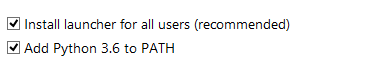 Install launcher for all users (recommended)
Add Python 3.6 to PATH